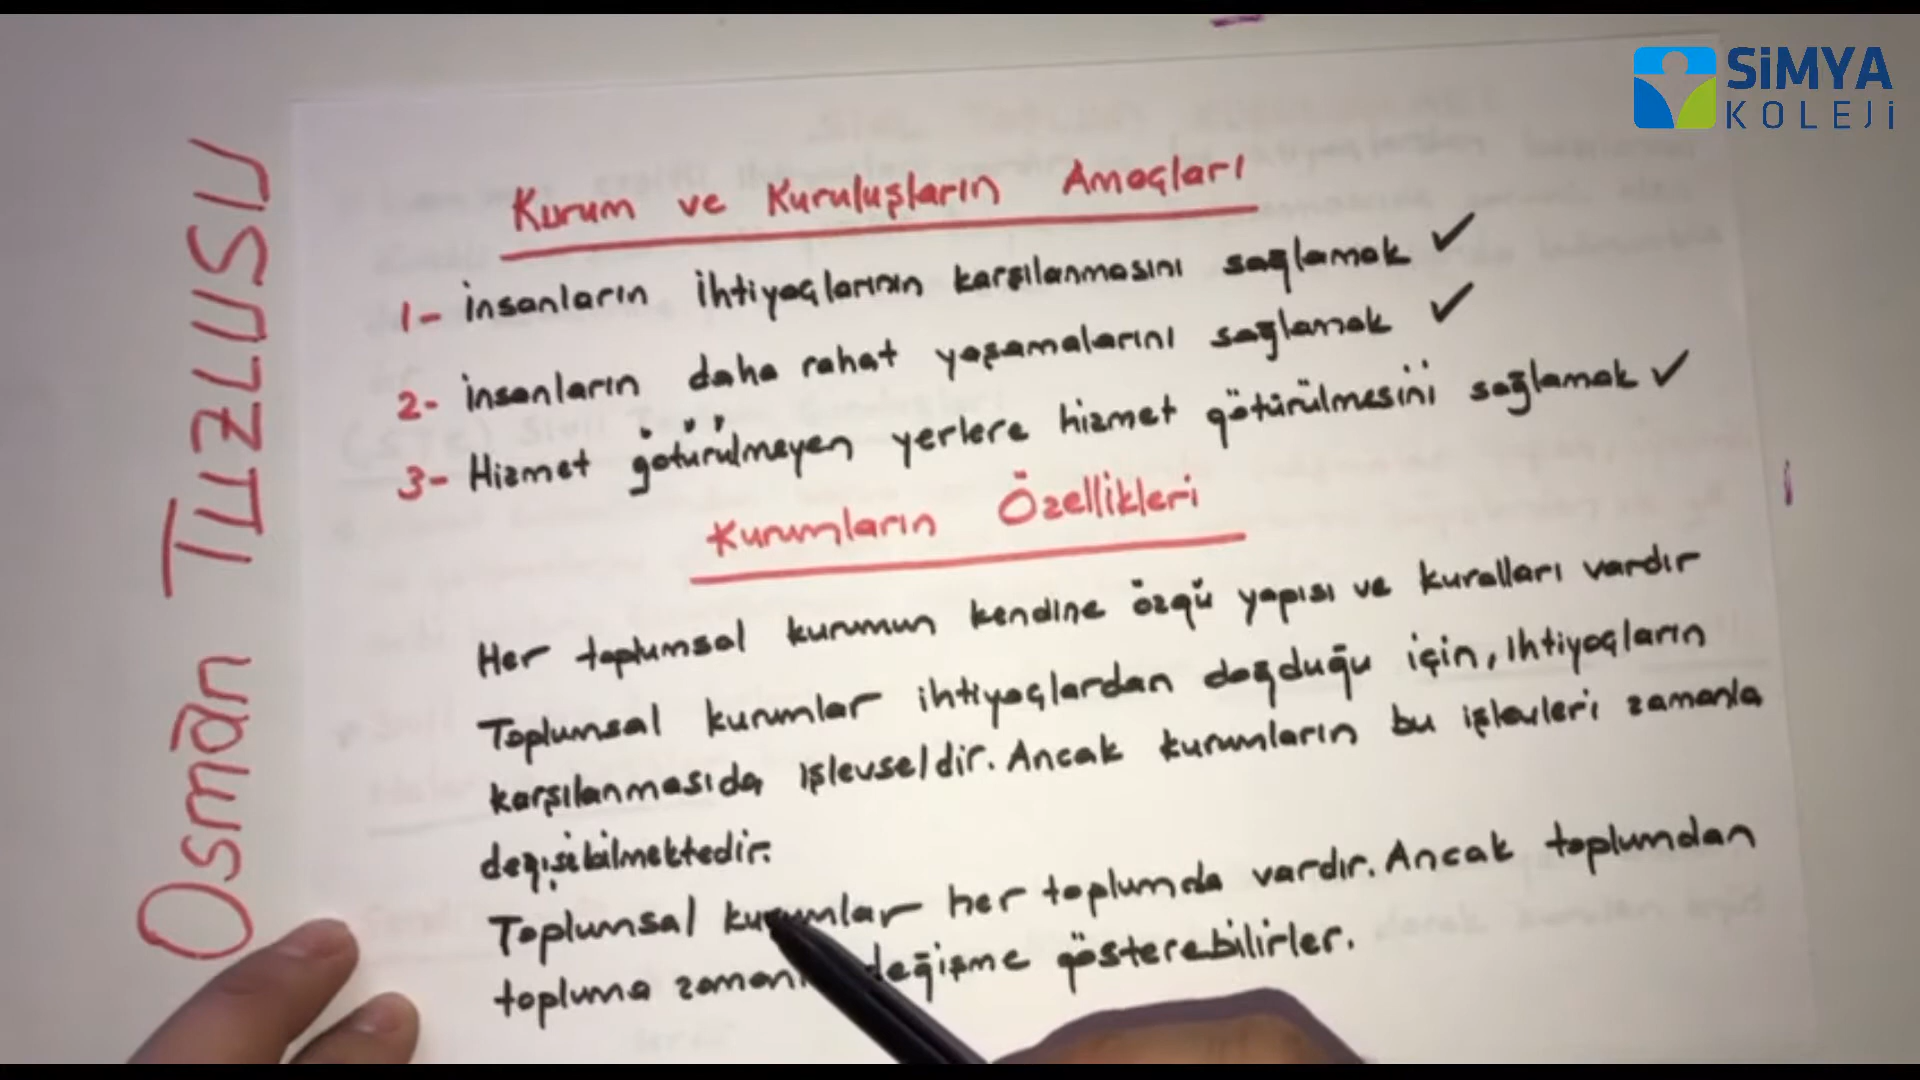 SiMYA
KOLEJi
Osman TUZLUSU
Kurum ve Kuruluşların Amaçları
1- İnsanların İhtiyaçlarının karşılanmasını sağlamak ✓
2- İnsanların daha rahat yaşamalarını sağlamak ✓
3- Hizmet götürülmeyen yerlere hizmet götürülmesini sağlamak ✓
Kurumların Özellikleri
Her toplumsal kurumun kendine özgü yapısı ve kuralları vardır
Toplumsal kurumlar ihtiyaçlardan doğduğu için, ihtiyaçların
karşılanmasıda işlevseldir. Ancak kurumların bu işlevleri zamanla
değişebilmektedir.
Toplumsal kurumlar her toplumda vardır. Ancak toplumdan
topluma değişme gösterebilirler.